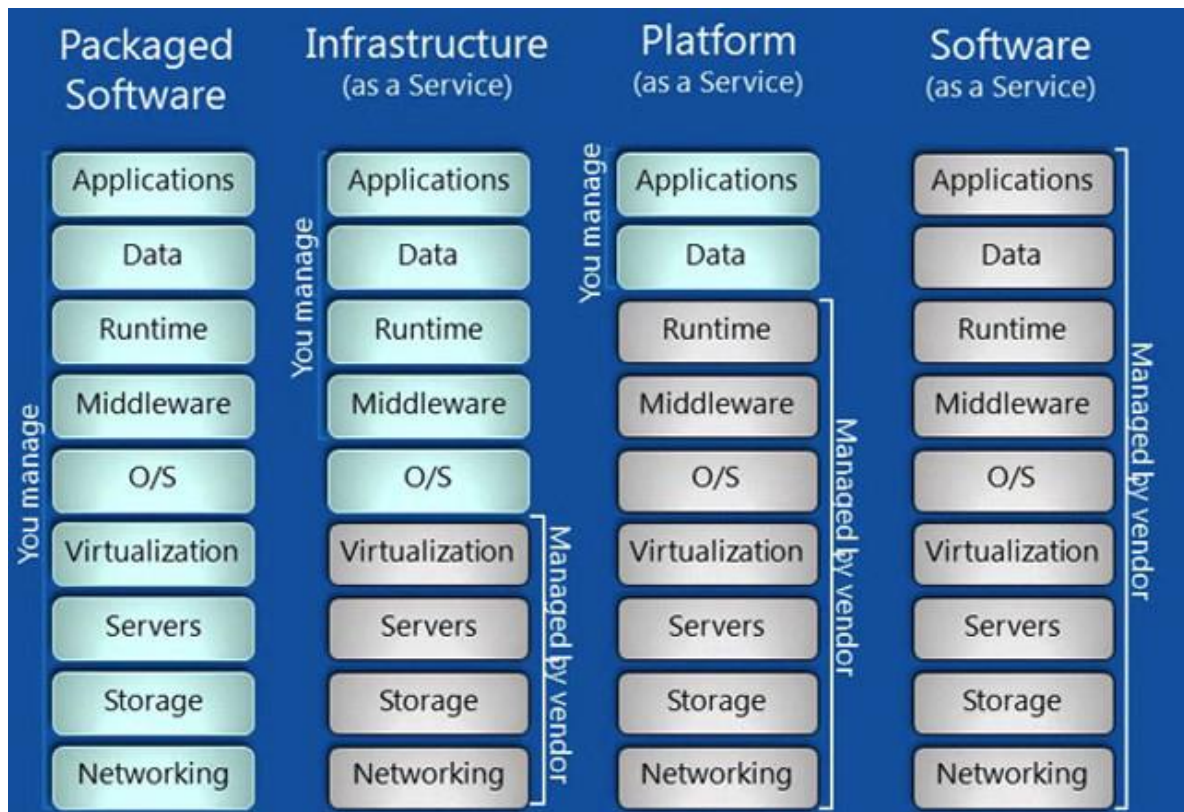 Packaged
Software
You manage
Applications
Data
Runtime
Middleware
O/S
Virtualization
Servers
Storage
Networking
Infrastructure
(as a Service)
You manage
Applications
Data
Runtime
Middleware
O/S
Virtualization
Servers
Storage
Networking
Managed by vendor
Platform
(as a Service)
You manage
Applications
Data
Runtime
Middleware
O/S
Virtualization
Servers
Storage
Networking
Managed by vendor
Software
(as a Service)
Applications
Data
Runtime
Middleware
O/S
Virtualization
Servers
Storage
Networking
Managed by vendor